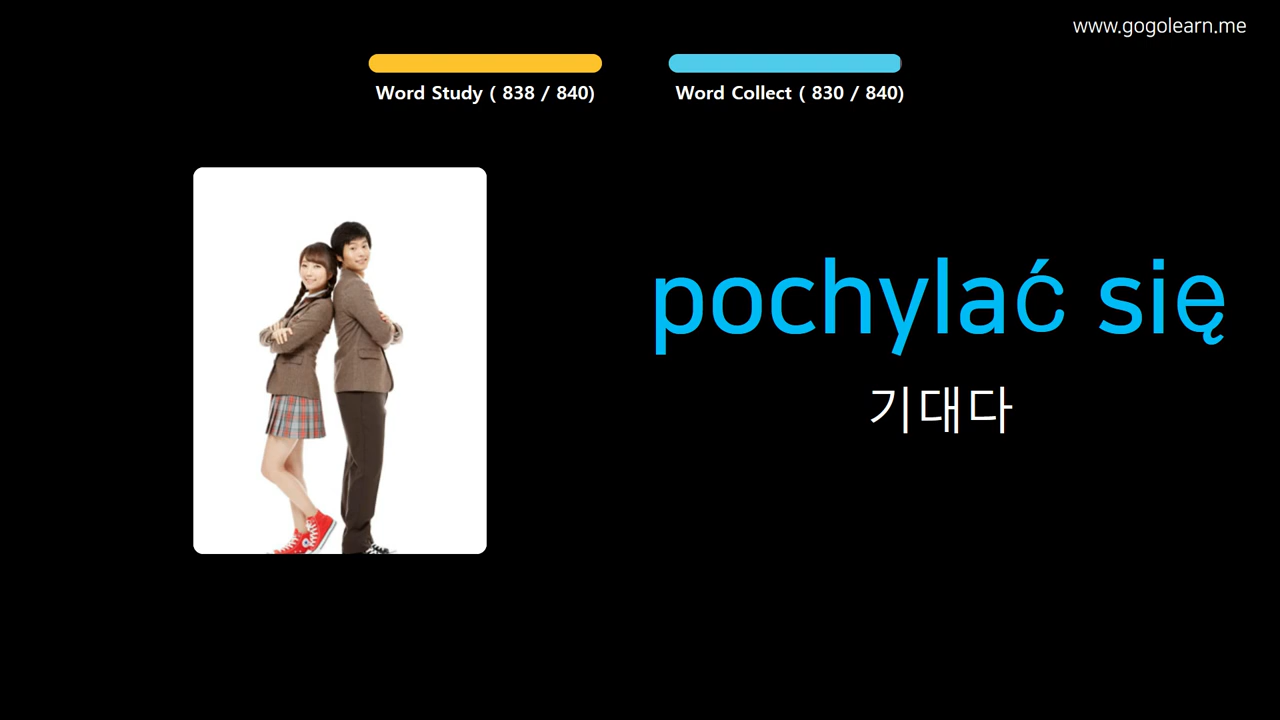 www.gogolearn.me
Word Study ( 838 / 840)
Word Collect ( 830 / 840)
pochylać się
기대다